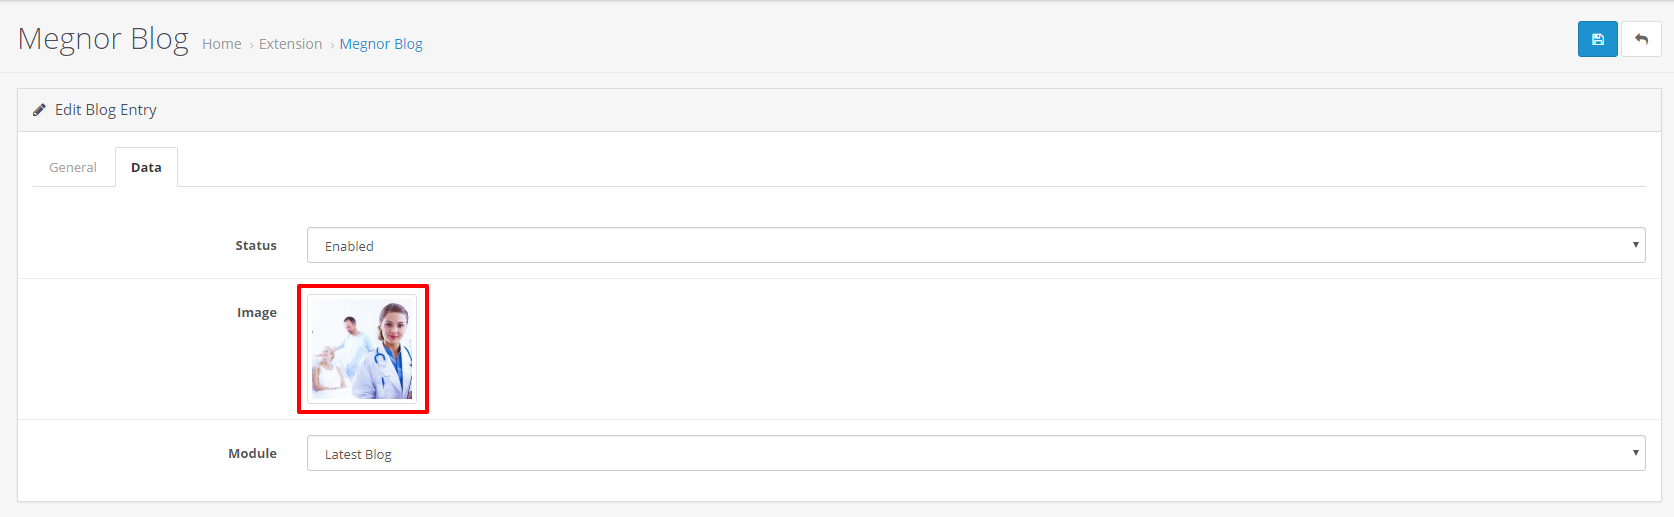 Megnor Blog Home › Extension › Megnor Blog
Edit Blog Entry
General Data
Status Enabled
Image
Module Latest Blog